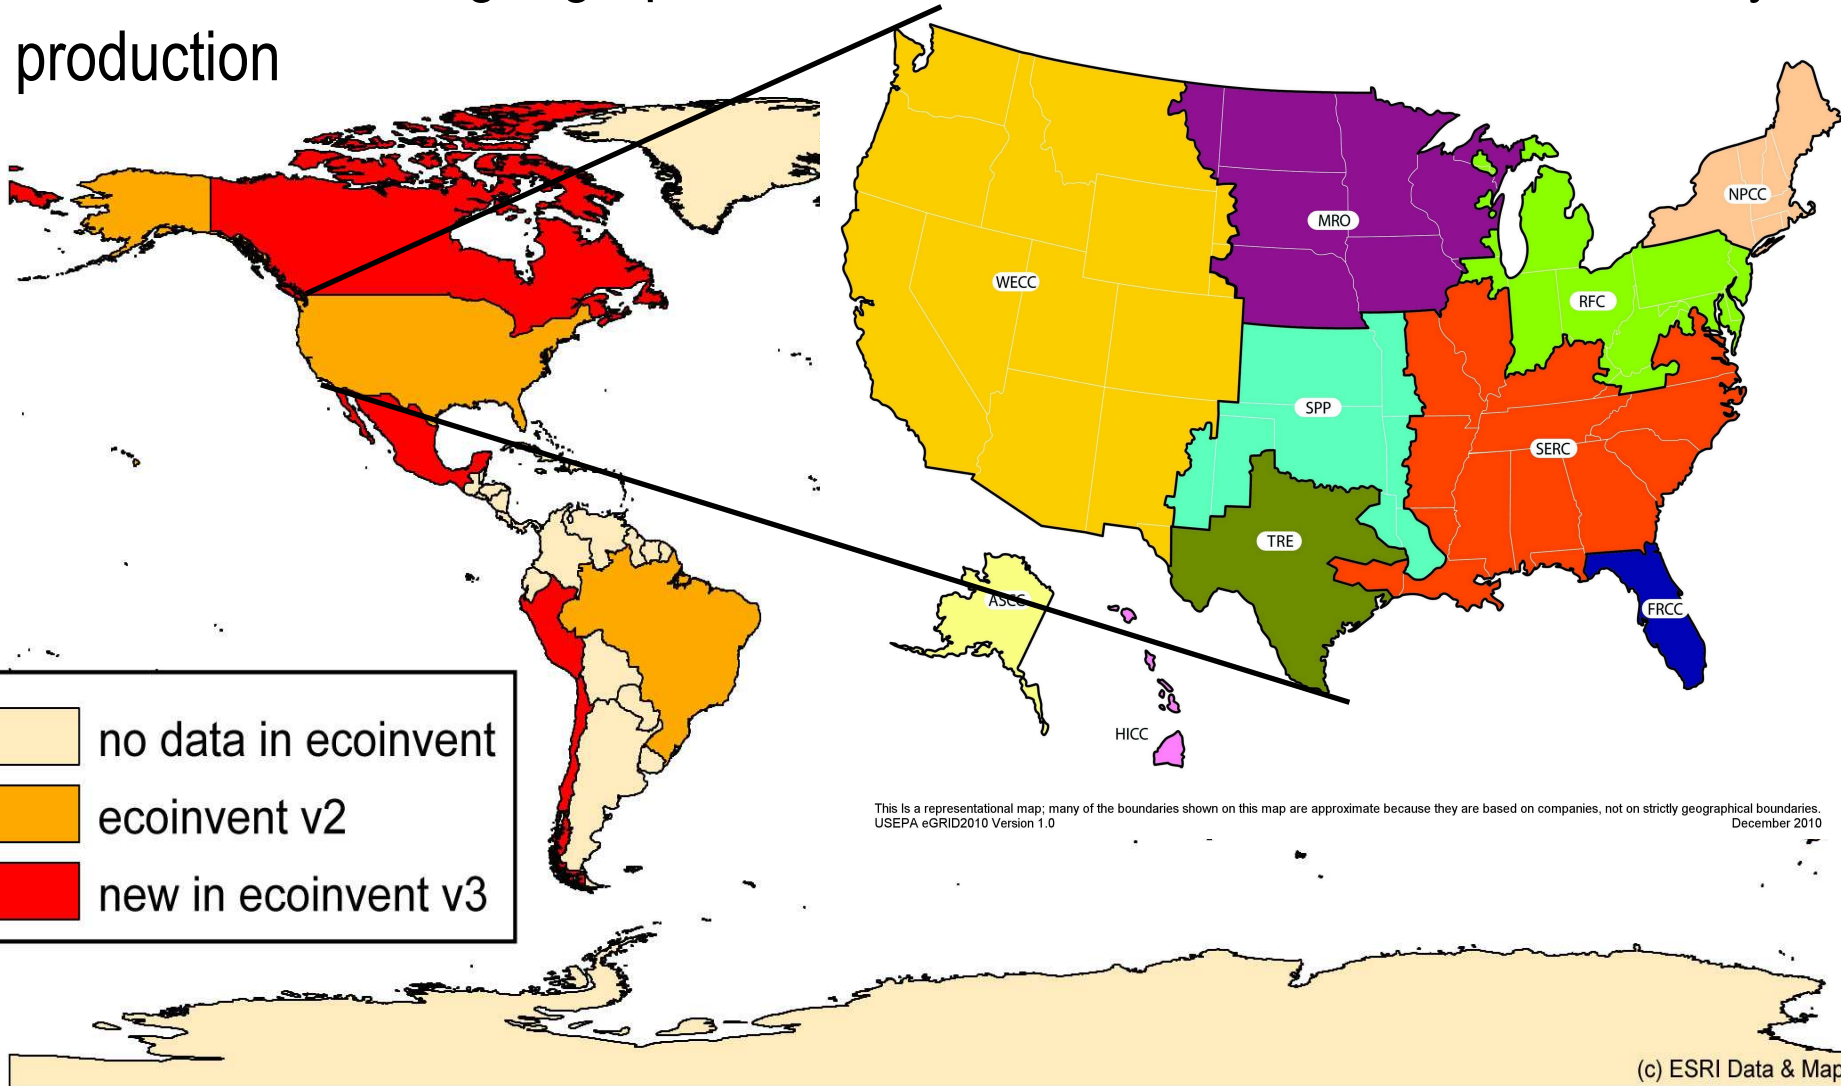 production
WECC
MRO
NPCC
RFC
SPP
SERC
TRE
ASCC
FRCC
HICC
no data in ecoinvent
ecoinvent v2
new in ecoinvent v3
This Is a representational map; many of the boundaries shown on this map are approximate because they are based on companies, not on strictly geographical boundaries.
USEPA eGRID2010 Version 1.0
December 2010
(c) ESRI Data & Map